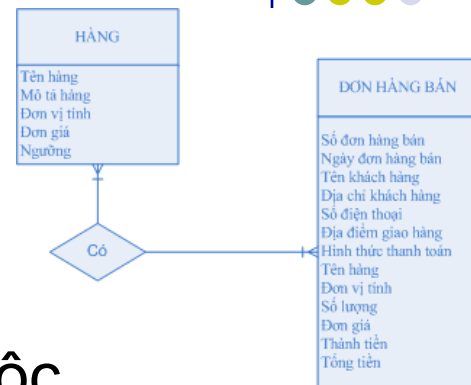 HÀNG
Tên hàng
Mô tả hàng
Đơn vị tính
Đơn giá
Ngưỡng
Có
ĐƠN HÀNG BÁN
Số đơn hàng bán
Ngày đơn hàng bán
Tên khách hàng
Địa chỉ khách hàng
Số điện thoại
Địa điểm giao hàng
Hình thức thanh toán
Tên hàng
Đơn vị tính
Số lượng
Đơn giá
Thành tiền
Tổng tiền